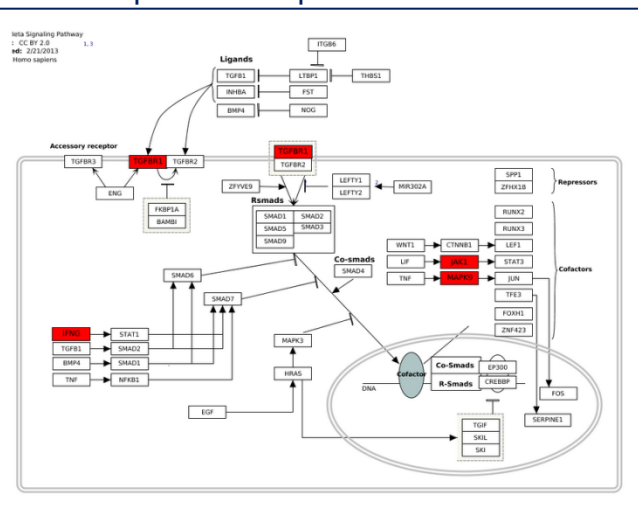 leta Signaling Pathway
: CC BY 2.0
1, 3
ed: 2/21/2013
Homo sapiens
ITGB6
Ligands
TGFB1
LTBP1
THBS1
INHBA
FST
BMP4
NOG
Accessory receptor
TGFBR3
TGFBR1
TGFBR2
TGFBR1
TGFBR2
ENG
FKBP1A
BAMBI
ZFYVE9
LEFTY1
LEFTY2
MIR302A
SPP1
ZFHX1B
Repressors
Rsmads
SMAD1
SMAD2
SMAD5
SMAD3
SMAD9
RUNX2
RUNX3
WNT1
CTNNB1
LEF1
LIF
JAK1
STAT3
TNF
MAPK9
JUN
TFE3
FOXH1
ZNF423
Cofactors
Co-smads
SMAD4
SMAD6
SMAD7
IFNG
STAT1
TGFB1
SMAD2
BMP4
SMAD1
TNF
NFKB1
MAPK3
HRAS
EGF
Cofactor
DNA
Co-Smads
R-Smads
EP300
CREBBP
FOS
SERPINE1
TGIF
SKIL
SKI